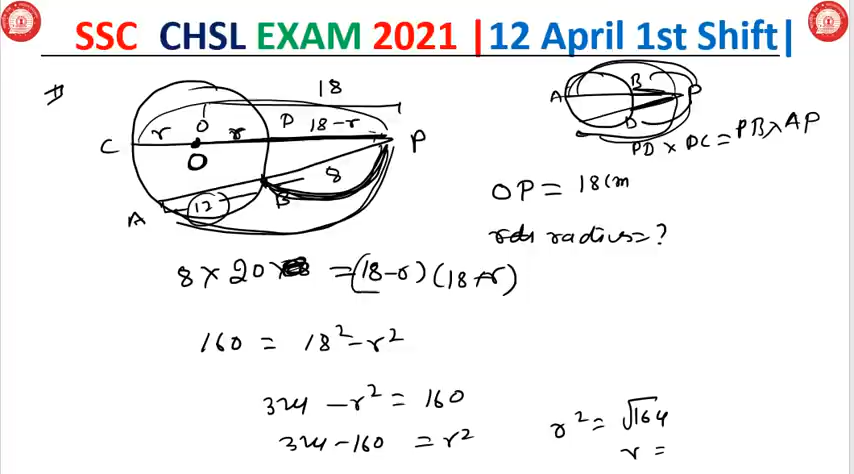 SSC CHSL EXAM 2021 |12 April 1st Shift|
18
r O r D 18-r
C O P
8
A 12 B
A B P
D
PD × DC = PB × AP
OP = 18 cm
radius = ?
8 × 20 = (18-r) (18+r)
160 = 18² - r²
324 - r² = 160
324 - 160 = r²
r² = √164
r =